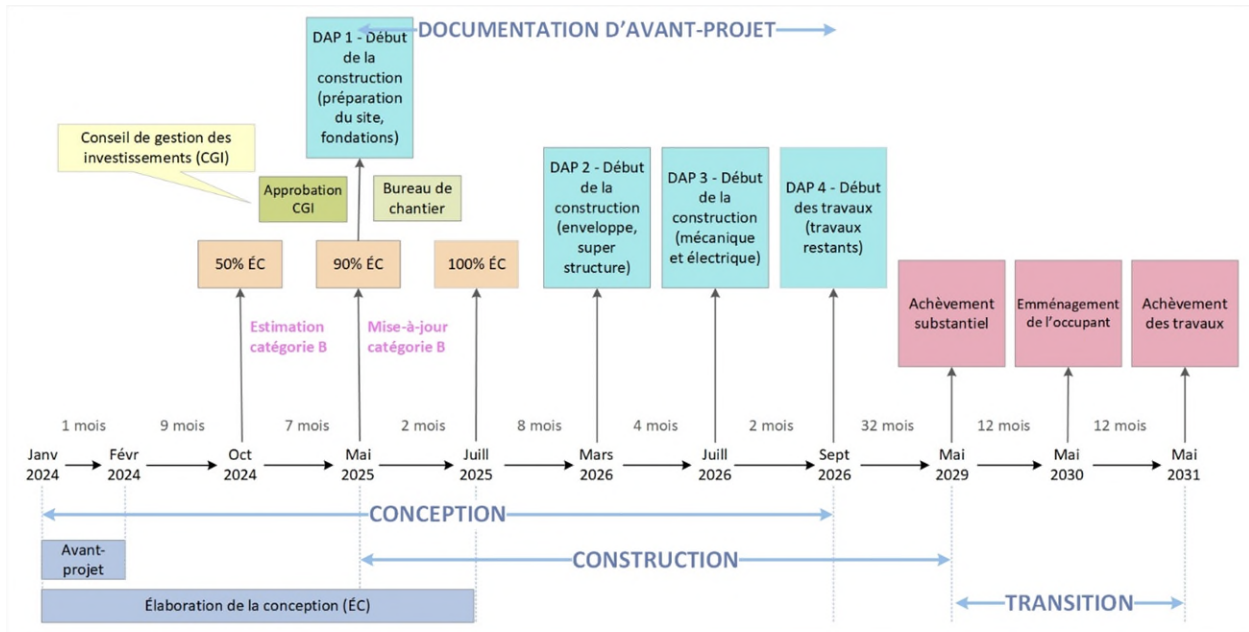 DOCUMENTATION D'AVANT-PROJET
DAP 1 - Début
de la
construction
(préparation
du site,
fondations)
Conseil de gestion des
investissements (CGI)
Approbation
CGI
Bureau de
chantier
DAP 2 - Début
de la
construction
(enveloppe,
super
structure)
DAP 3 - Début
de la
construction
(mécanique
et électrique)
DAP 4 - Début
des travaux
(travaux
restants)
50% ÉC
90% ÉC
100% ÉC
Achèvement
substantiel
Emménagement
de l'occupant
Achèvement
des travaux
Estimation
catégorie B
Mise-à-jour
catégorie B
1 mois
9 mois
7 mois
2 mois
8 mois
4 mois
2 mois
32 mois
12 mois
12 mois
Janv
2024
Févr
2024
Oct
2024
Mai
2025
Juill
2025
Mars
2026
Juill
2026
Sept
2026
Mai
2029
Mai
2030
Mai
2031
CONCEPTION
Avant-
projet
CONSTRUCTION
Élaboration de la conception (ÉC)
TRANSITION